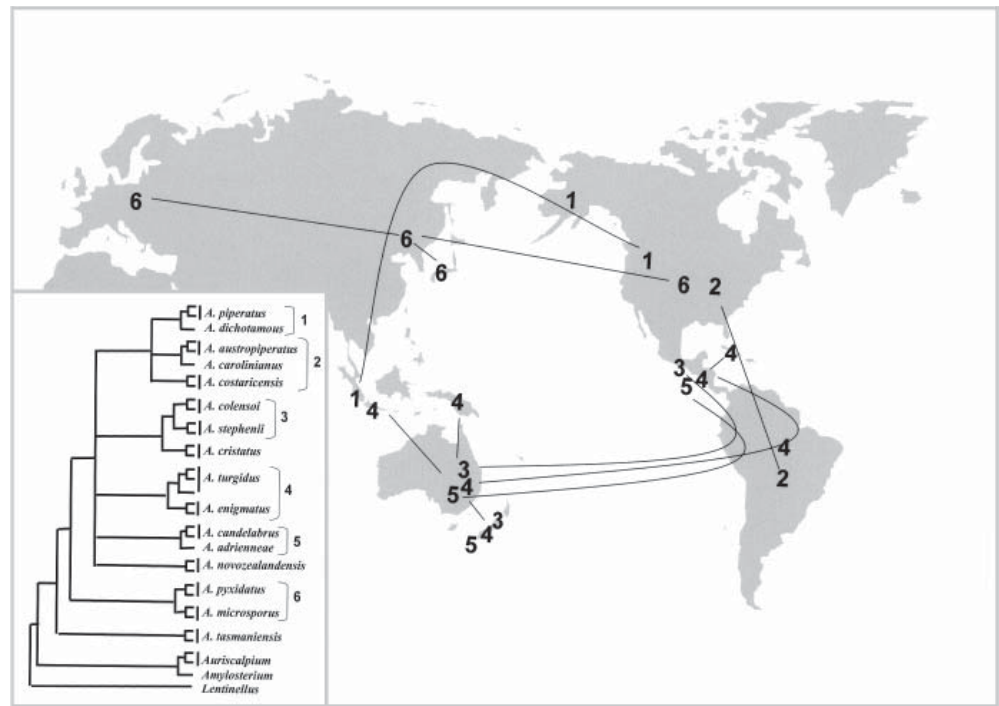 1
6
6
1
6
6
2
4
3
4
5
1
4
4
4
3
4
5
2
3
4
5
A. piperatus
A. dichotamous
1
A. austropiperatus
A. carolinianus
A. costaricensis
2
A. colensoi
A. stephenii
3
A. cristatus
A. turgidus
A. enigmatus
4
A. candelabrus
A. adrienneae
5
A. novozealandensis
A. pyxidatus
A. microsporus
6
A. tasmaniensis
Auriscalpium
Amylosterium
Lentinellus